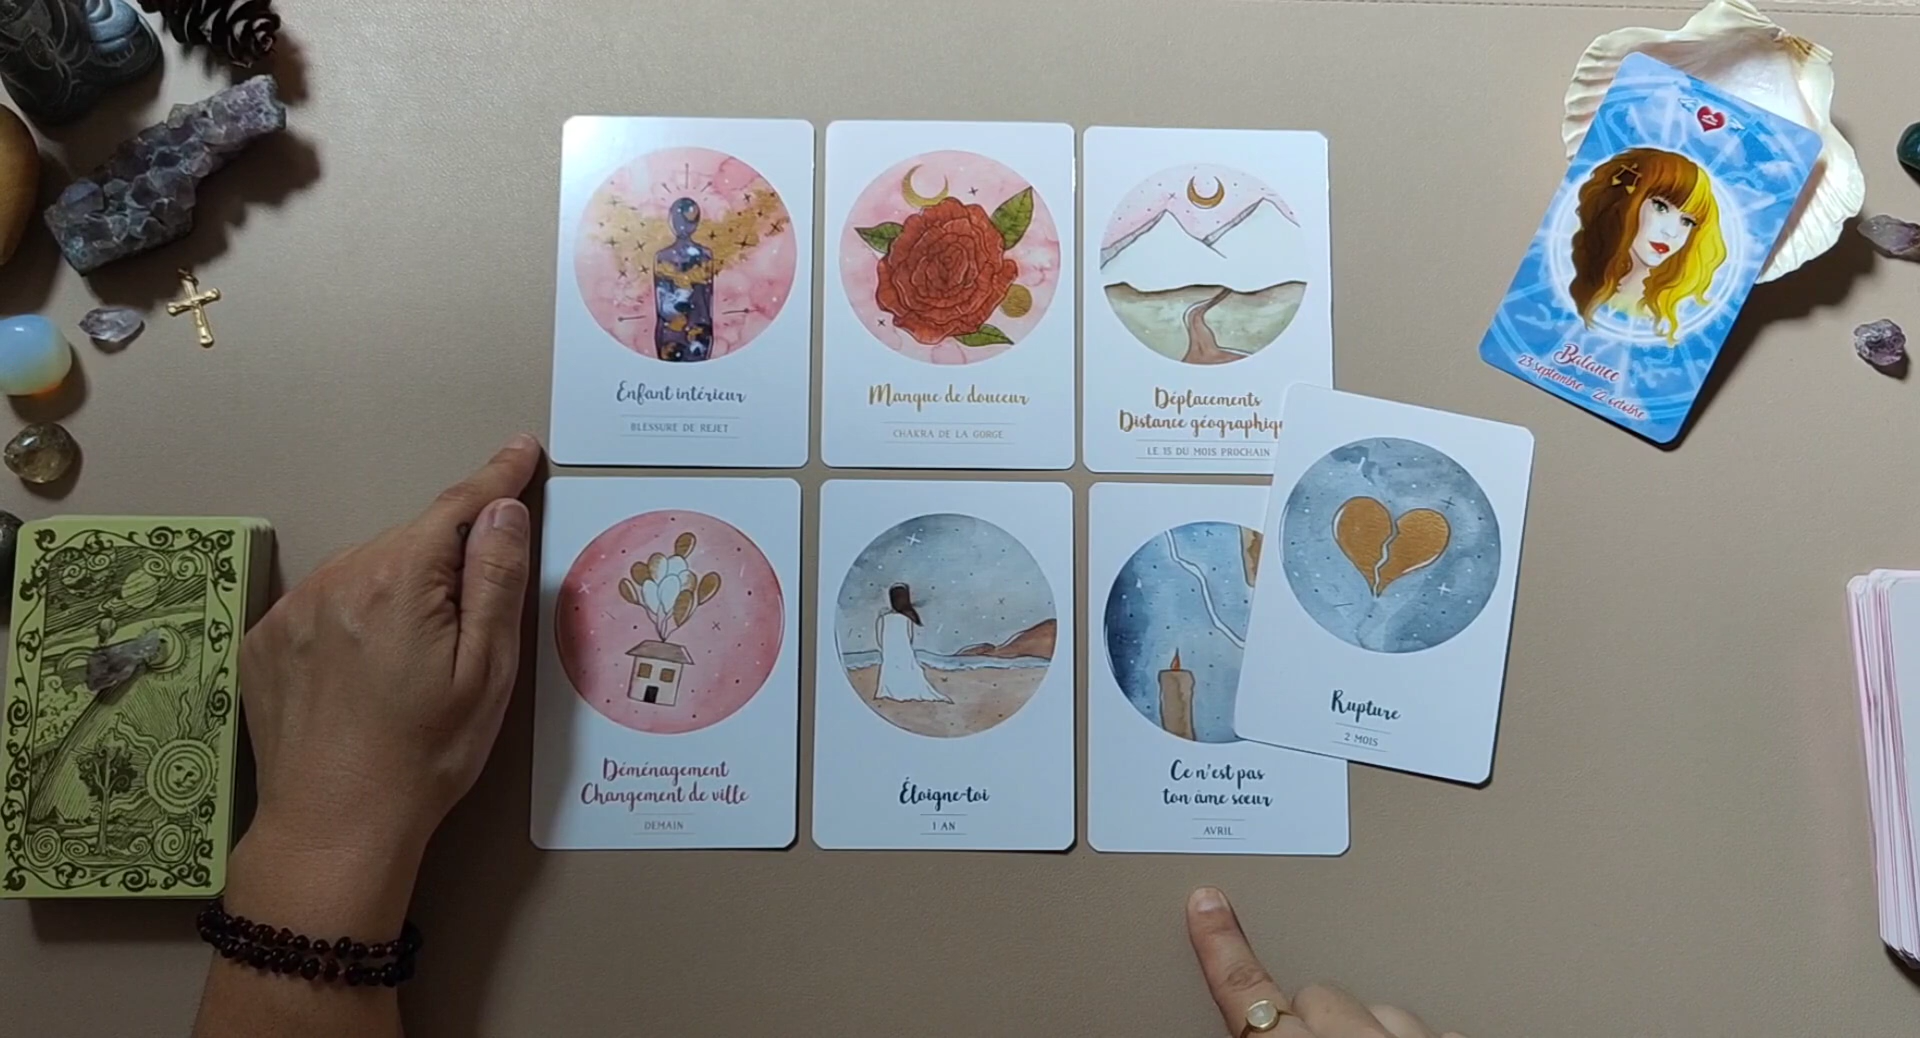 Enfant intérieur
BLESSURE DE REJET
Manque de douceur
CHAKRA DE LA GORGE
Déplacements
Distance géographiqu
LE 15 DU MOIS PROCHAIN
Balance
23 septembre 22 octobre
Déménagement
Changement de ville
DEMAIN
Éloigne-toi
1 AN
Ce n'est pas
ton âme sœur
AVRIL
Rupture
2 MOIS